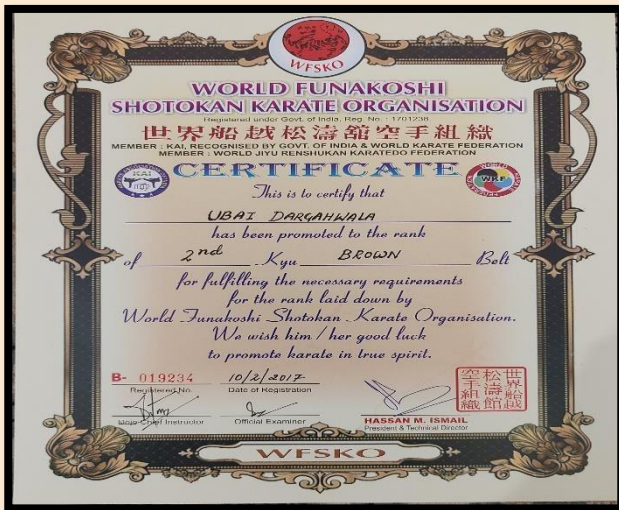 WFSKO
WORLD FUNAKOSHI
SHOTOKAN KARATE ORGANISATION
Registered under Govt. of India, Reg. No. : 1701238
世界船越松濤舘空手組織
MEMBER : KAI, RECOGNISED BY GOVT. OF INDIA & WORLD KARATE FEDERATION
MEMBER : WORLD JIYU RENSHUKAN KARATEDO FEDERATION
KAI
CERTIFICATE
WKF
This is to certify that
UBAI DARGAHWALA
has been promoted to the rank
of 2nd Kyu BROWN Belt
for fulfilling the necessary requirements
for the rank laid down by
World Funakoshi Shotokan Karate Organisation.
We wish him / her good luck
to promote karate in true spirit.
B- 019234 10/2/2017
Registered No. Date of Registration
Dojo Chief Instructor Official Examiner
HASSAN M. ISMAIL
President & Technical Director
世界船越
松濤館
空手組織
WFSKO